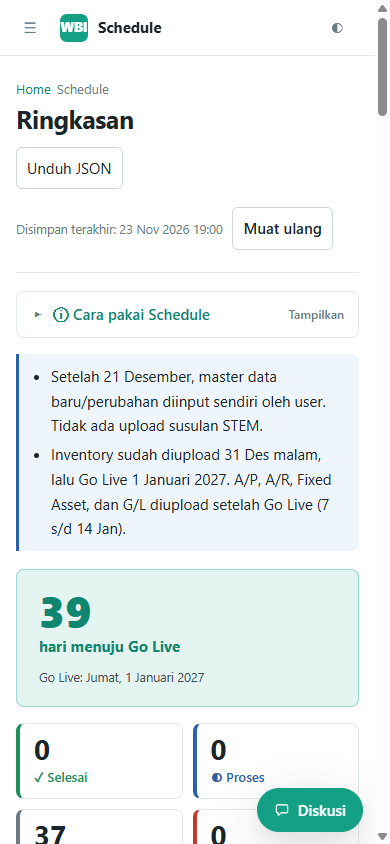 WBI Schedule
Home Schedule
Ringkasan
Unduh JSON
Disimpan terakhir: 23 Nov 2026 19:00 Muat ulang
Cara pakai Schedule Tampilkan
• Setelah 21 Desember, master data
baru/perubahan diinput sendiri oleh user.
Tidak ada upload susulan STEM.
• Inventory sudah diupload 31 Des malam,
lalu Go Live 1 Januari 2027. A/P, A/R, Fixed
Asset, dan G/L diupload setelah Go Live (7
s/d 14 Jan).
39
hari menuju Go Live
Go Live: Jumat, 1 Januari 2027
0
✓ Selesai
0
◐ Proses
37
0
Diskusi